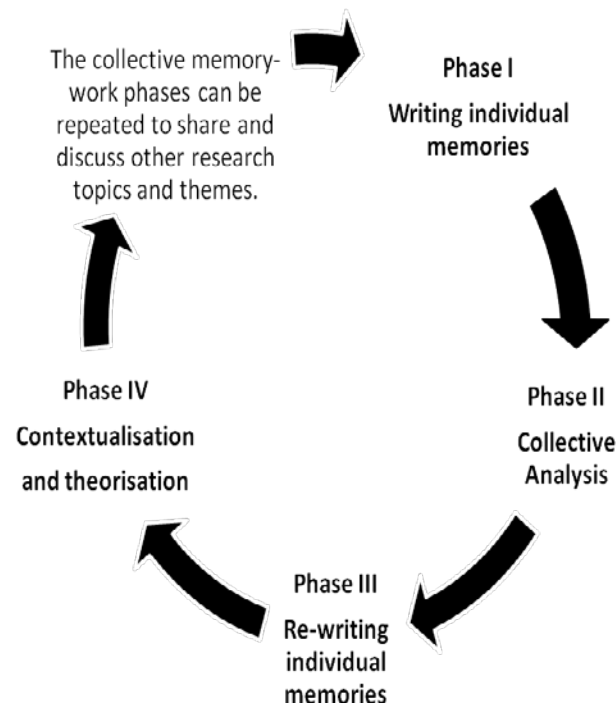 The collective memory-
work phases can be
repeated to share and
discuss other research
topics and themes.
Phase I
Writing individual
memories
Phase II
Collective
Analysis
Phase III
Re-writing
individual
memories
Phase IV
Contextualisation
and theorisation